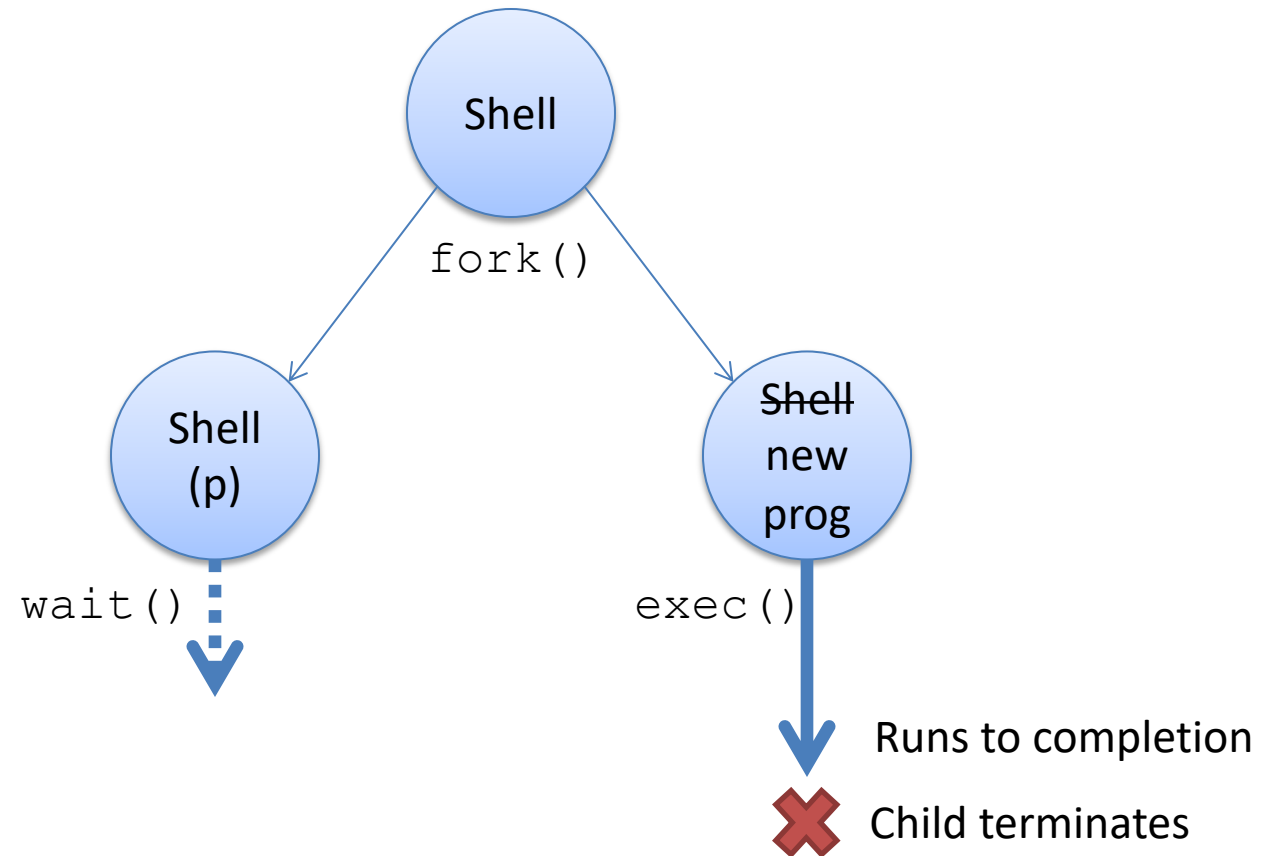 Shell
fork()
Shell
(p)
Shell
new
prog
wait()
exec()
Runs to completion
Child terminates